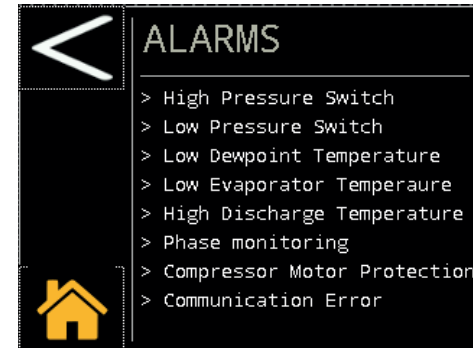 ALARMS
> High Pressure Switch
> Low Pressure Switch
> Low Dewpoint Temperature
> Low Evaporator Temperaure
> High Discharge Temperature
> Phase monitoring
> Compressor Motor Protection
> Communication Error